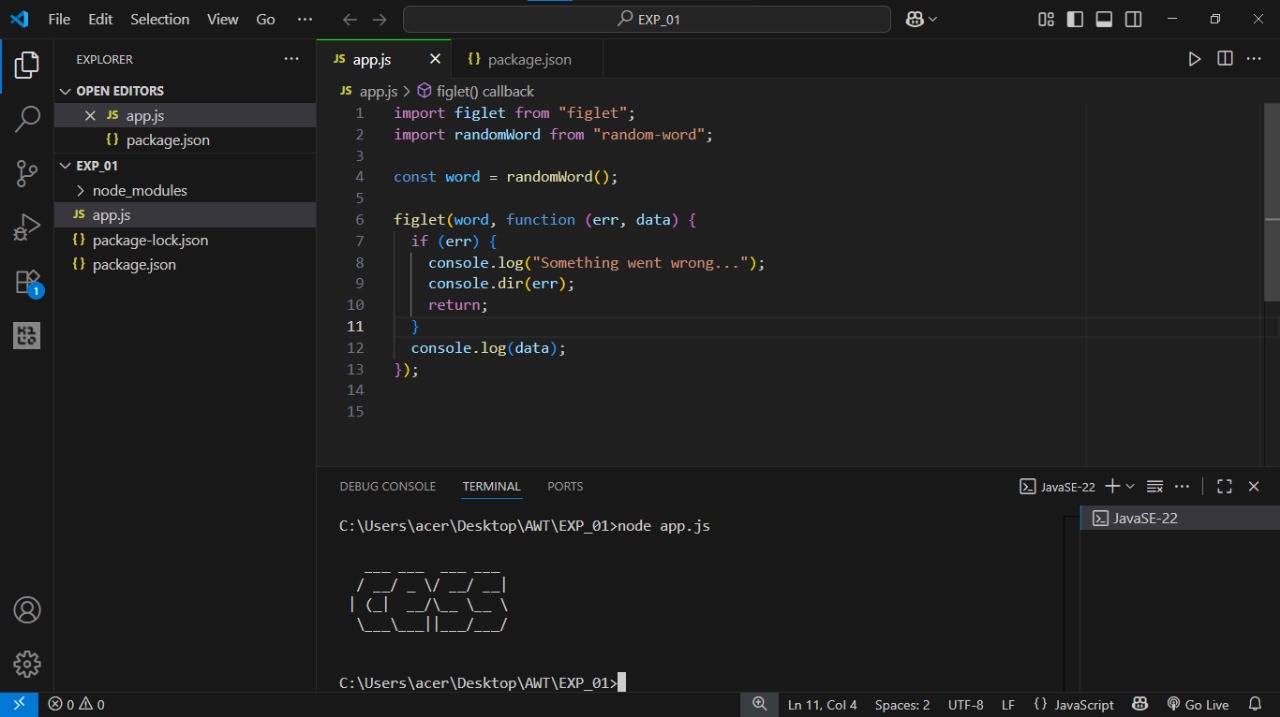 File Edit Selection View Go ··· EXP_01
EXPLORER ···
OPEN EDITORS
JS app.js
{} package.json
EXP_01
node_modules
JS app.js
{} package-lock.json
{} package.json
1
JS app.js {} package.json
JS app.js > figlet() callback
1 import figlet from "figlet";
2 import randomWord from "random-word";
3
4 const word = randomWord();
5
6 figlet(word, function (err, data) {
7   if (err) {
8     console.log("Something went wrong...");
9     console.dir(err);
10     return;
11   }
12   console.log(data);
13 });
14
15
DEBUG CONSOLE TERMINAL PORTS JavaSE-22
JavaSE-22
C:\Users\acer\Desktop\AWT\EXP_01>node app.js
   ___ ___  ___ ___
  / __/ _ \/ __/ __|
 | (_|  __/\__ \__ \
  \___\___||___/___/
C:\Users\acer\Desktop\AWT\EXP_01>
0 0 Ln 11, Col 4 Spaces: 2 UTF-8 LF {} JavaScript Go Live